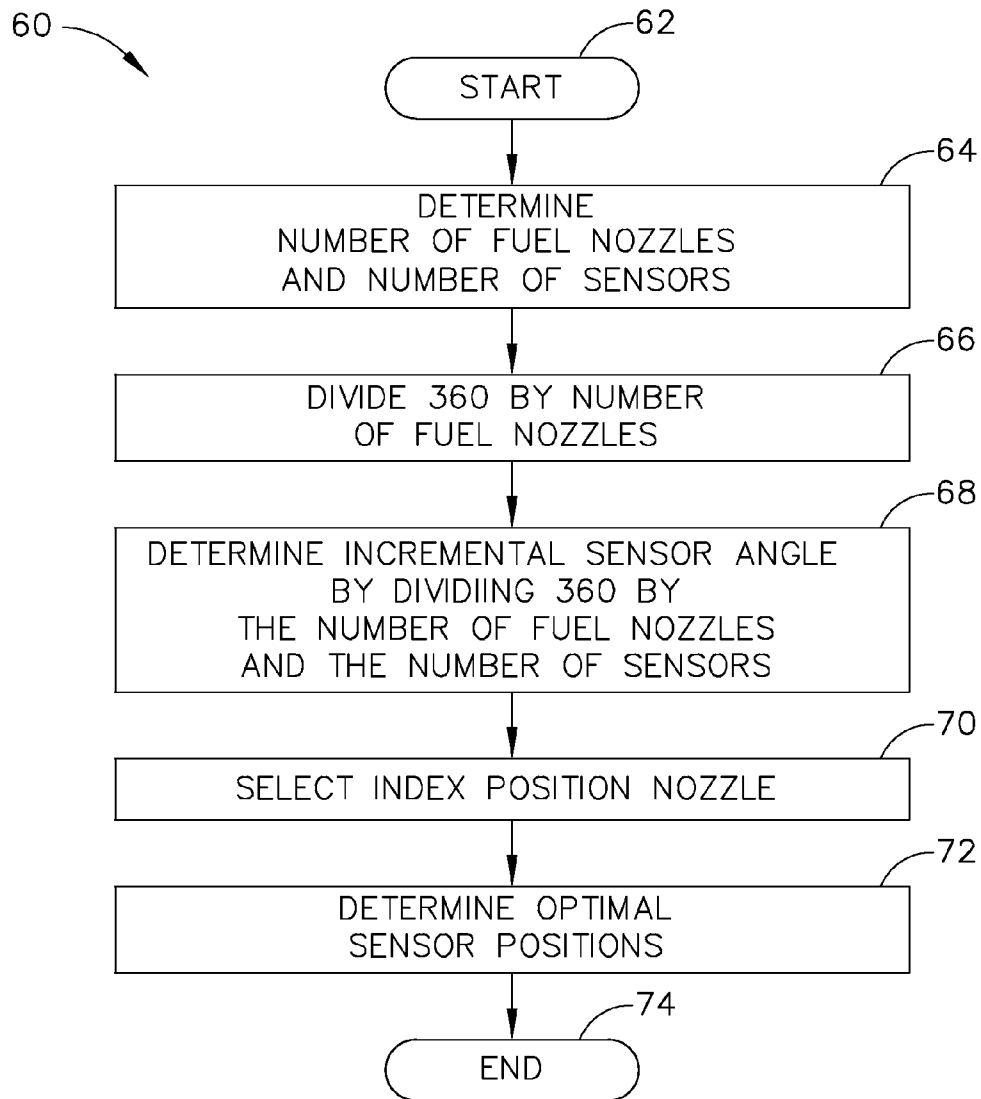 60
62
START
64
DETERMINE
NUMBER OF FUEL NOZZLES
AND NUMBER OF SENSORS
66
DIVIDE 360 BY NUMBER
OF FUEL NOZZLES
68
DETERMINE INCREMENTAL SENSOR ANGLE
BY DIVIDIING 360 BY
THE NUMBER OF FUEL NOZZLES
AND THE NUMBER OF SENSORS
70
SELECT INDEX POSITION NOZZLE
72
DETERMINE OPTIMAL
SENSOR POSITIONS
74
END